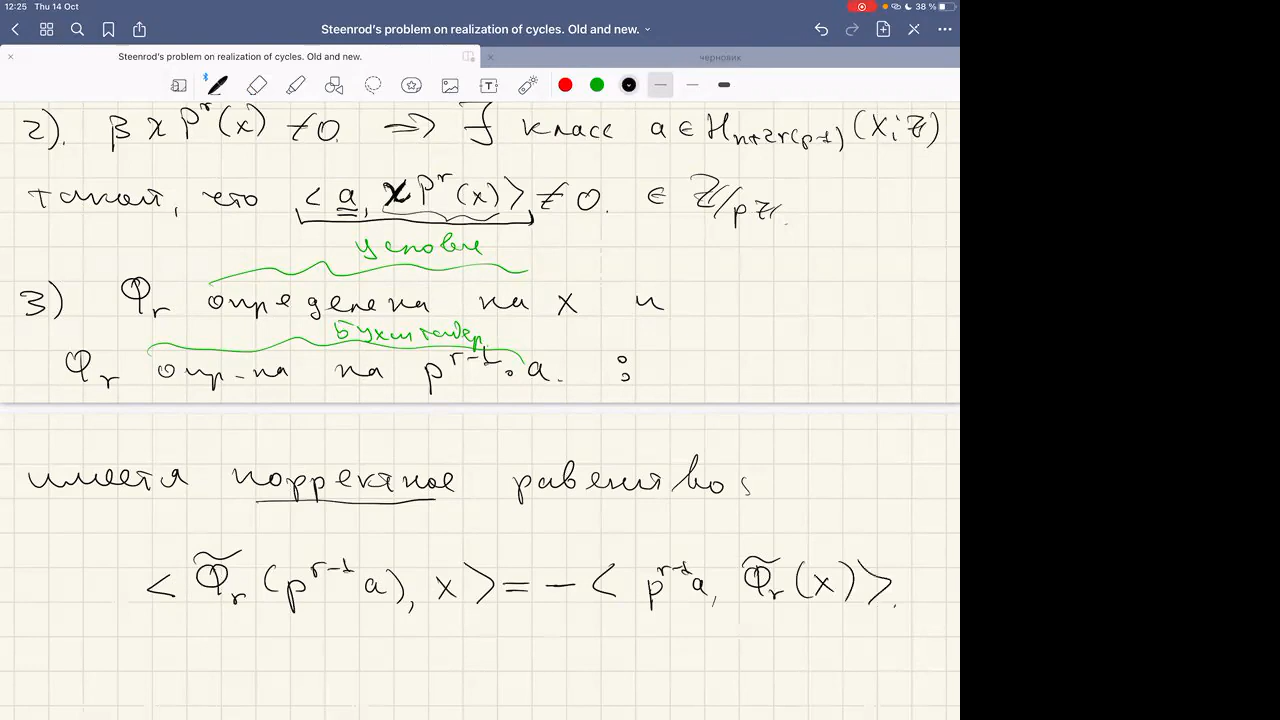 12:25 Thu 14 Oct
38 %
Steenrod's problem on realization of cycles. Old and new.
Steenrod's problem on realization of cycles. Old and new.
черновик
2). β χ P^r(x) ≠ 0 ⇒ ∃ класс a ∈ H_{n+2r(p-1)}(X; ℤ)
такой, что < a, χP^r(x) > ≠ 0. ∈ ℤ/pℤ.
условие
3) Φ_r определена на x и
Бухштабер.
Φ_r опр-на на p^{r-1}·a. :
имеется корректное равенство:
< Φ̃_r(p^{r-1} a), x > = − < p^{r-1}a, Φ̃_r(x) >.